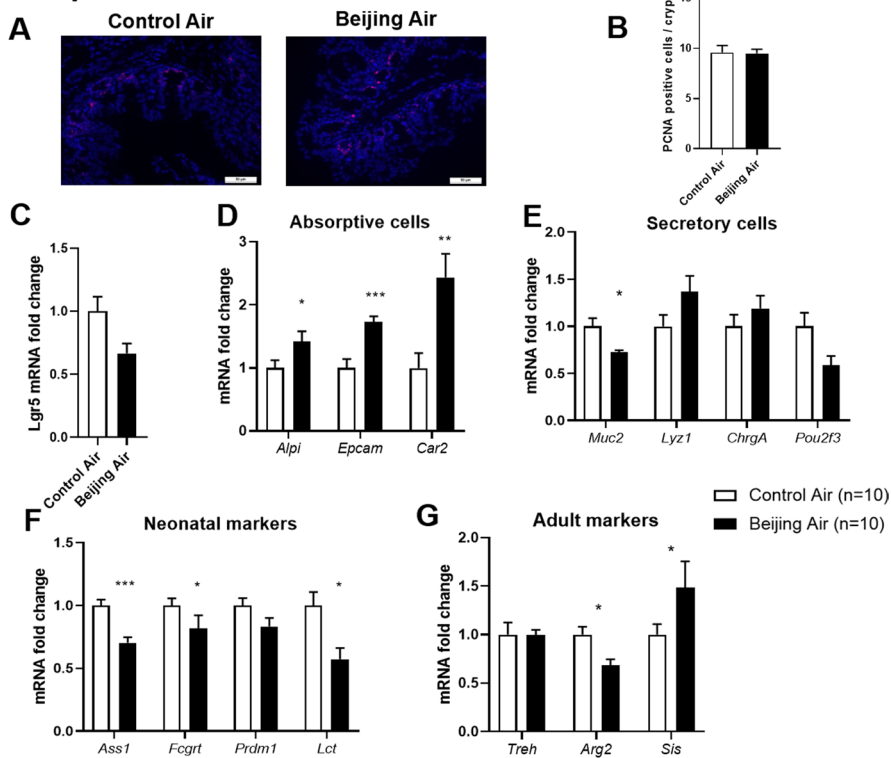 A
Control Air
Beijing Air
50 µm
50 µm
B
PCNA positive cells / cryp
10
5
0
Control Air
Beijing Air
C
Lgr5 mRNA fold change
1.5
1.0
0.5
0.0
Control Air
Beijing Air
D
Absorptive cells
mRNA fold change
3
2
1
0
*
***
**
Alpi
Epcam
Car2
E
Secretory cells
mRNA fold change
2.0
1.5
1.0
0.5
0.0
*
Muc2
Lyz1
ChrgA
Pou2f3
Control Air (n=10)
Beijing Air (n=10)
F
Neonatal markers
mRNA fold change
1.5
1.0
0.5
0.0
***
*
*
Ass1
Fcgrt
Prdm1
Lct
G
Adult markers
mRNA fold change
2.0
1.5
1.0
0.5
0.0
*
*
Treh
Arg2
Sis